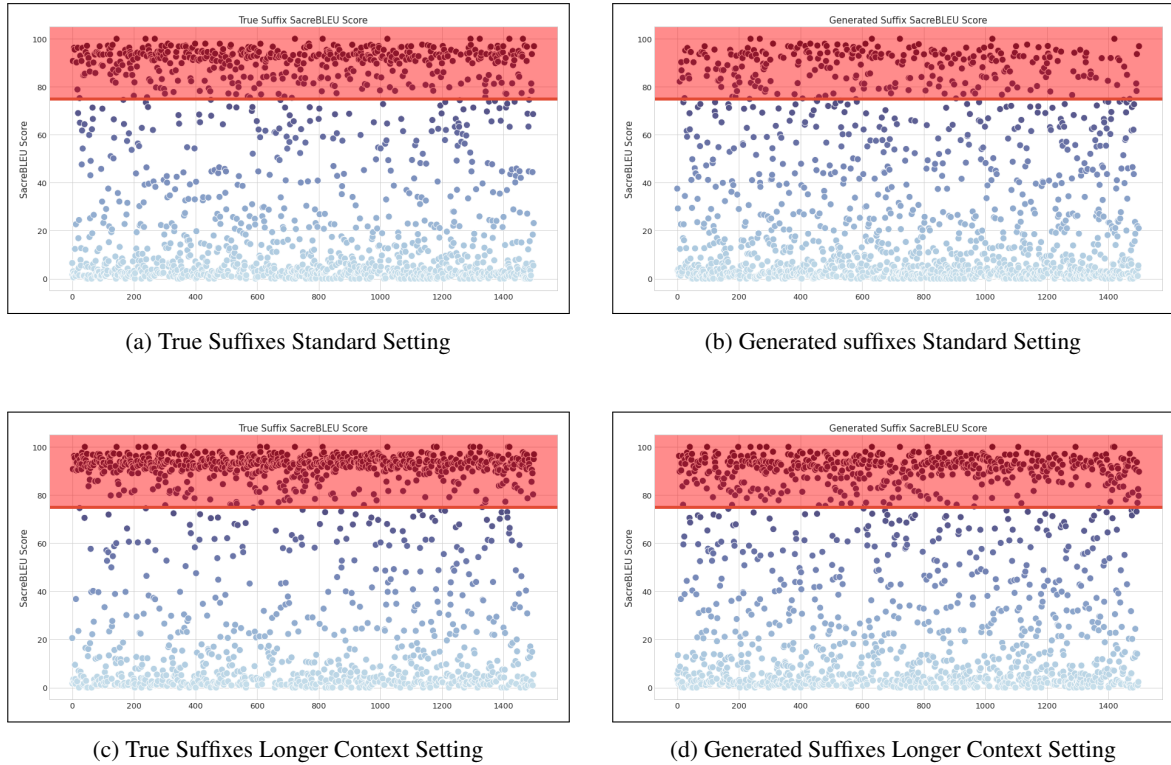 True Suffix SacreBLEU Score
SacreBLEU Score
100
80
60
40
20
0
0 200 400 600 800 1000 1200 1400
(a) True Suffixes Standard Setting
Generated Suffix SacreBLEU Score
SacreBLEU Score
100
80
60
40
20
0
0 200 400 600 800 1000 1200 1400
(b) Generated suffixes Standard Setting
True Suffix SacreBLEU Score
SacreBLEU Score
100
80
60
40
20
0
0 200 400 600 800 1000 1200 1400
(c) True Suffixes Longer Context Setting
Generated Suffix SacreBLEU Score
SacreBLEU Score
100
80
60
40
20
0
0 200 400 600 800 1000 1200 1400
(d) Generated Suffixes Longer Context Setting